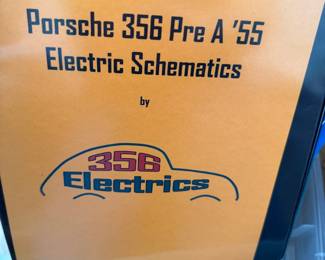 Porsche 356 Pre A '55
Electric Schematics
by
356
Electrics